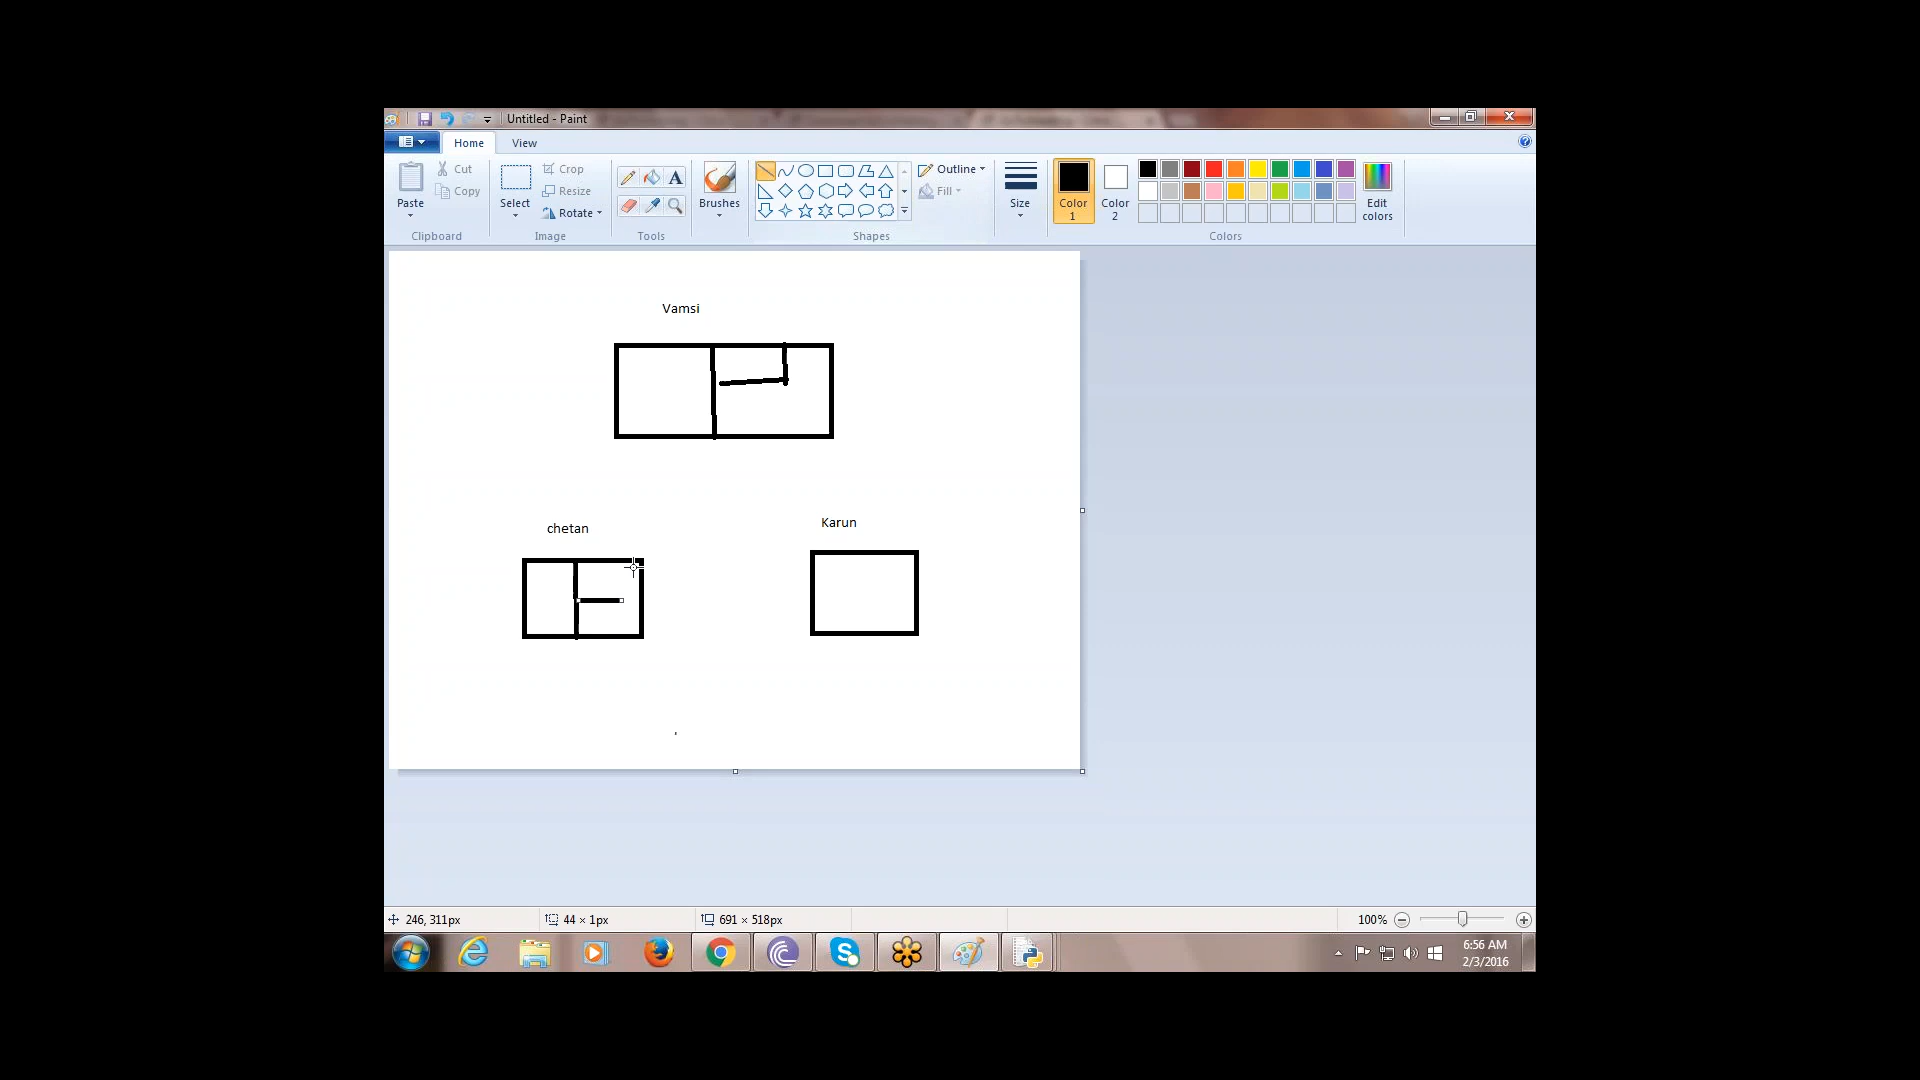 Untitled - Paint
Home View
Paste
Cut
Copy
Clipboard
Select
Crop
Resize
Rotate
Image
A
Tools
Brushes
Outline
Fill
Shapes
Size
Color 1
Color 2
Edit colors
Colors
Vamsi
chetan
Karun
246, 311px
44 × 1px
691 × 518px
100%
6:56 AM
2/3/2016